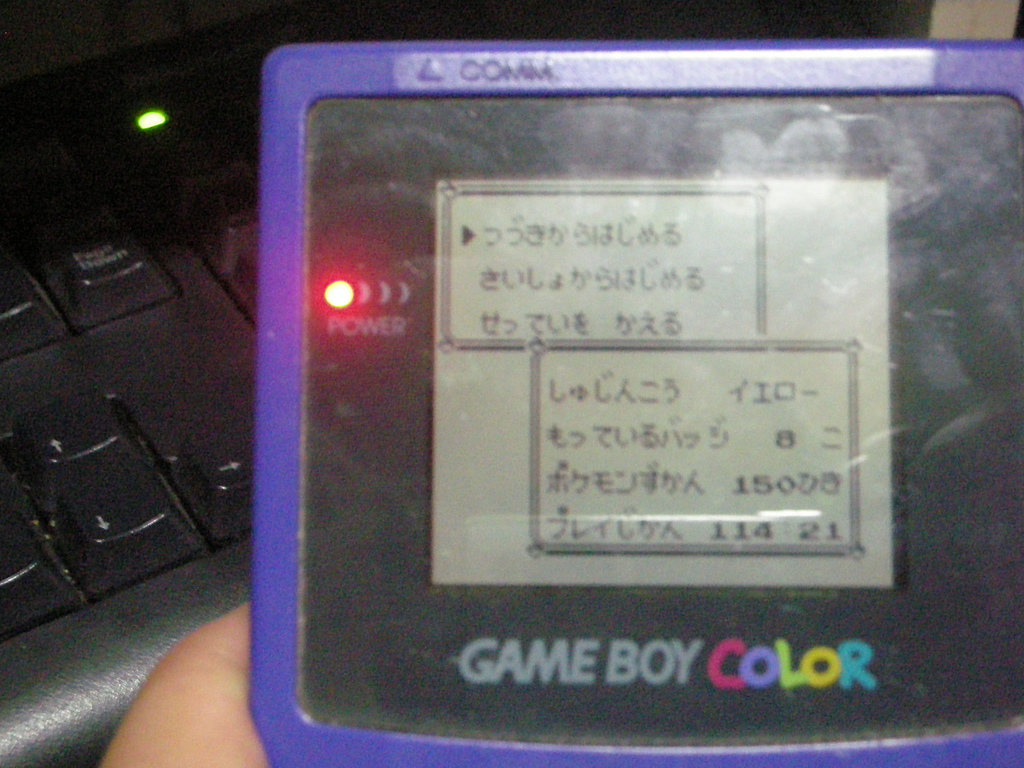 COMM.
▶つづきからはじめる
さいしょからはじめる
せっていを かえる
POWER
しゅじんこう イエロー
もっているバッジ 8 こ
ポケモンずかん 150ひき
プレイじかん 114 21
GAME BOY COLOR